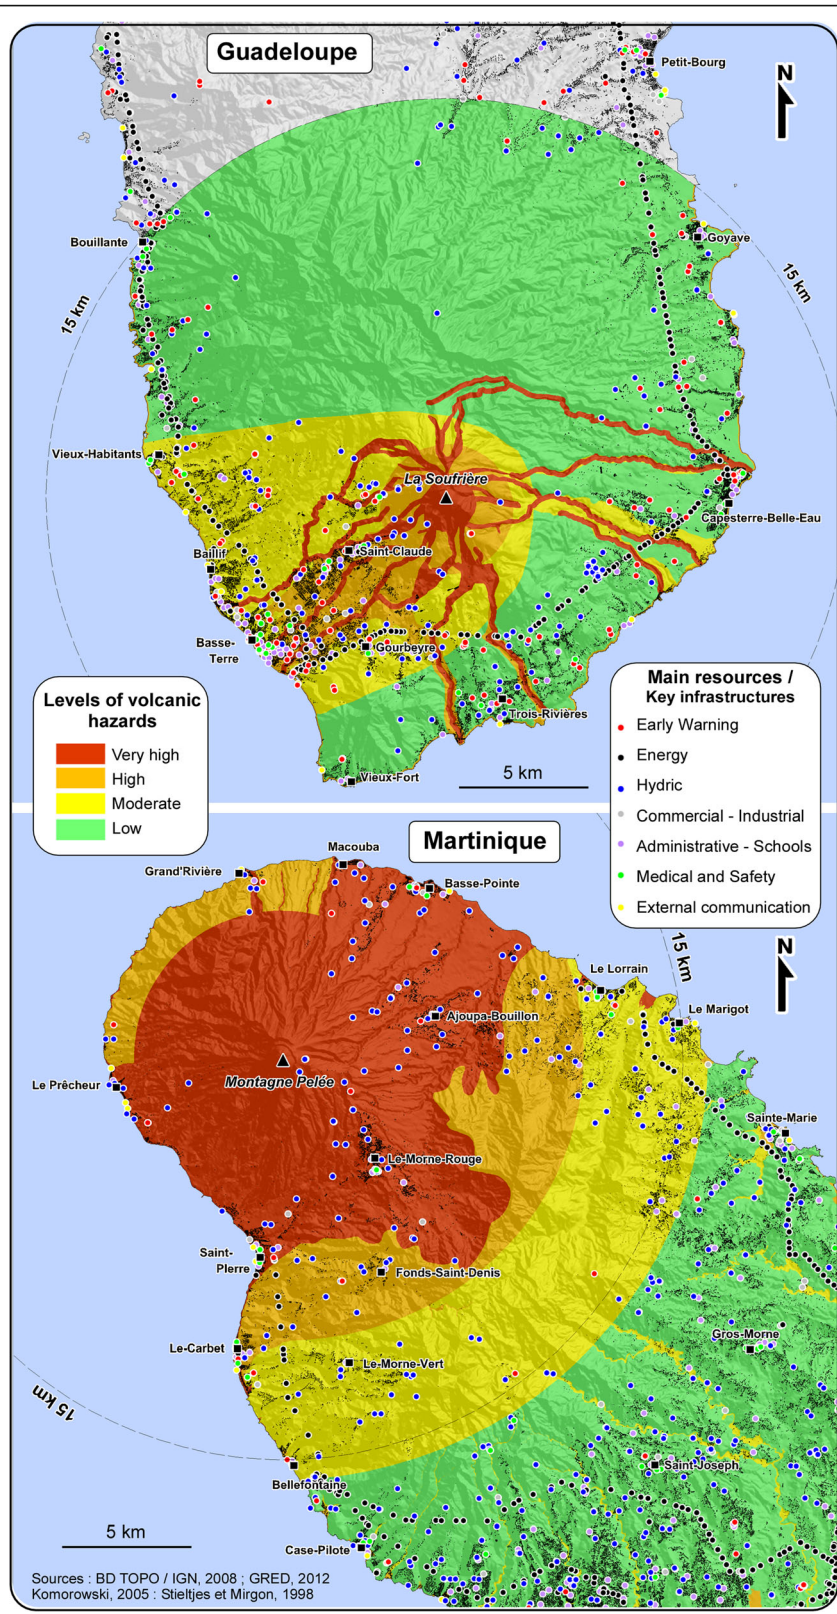 Guadeloupe
Petit-Bourg
N
Bouillante
Goyave
15 km
15 km
Vieux-Habitants
La Soufrière
Capesterre-Belle-Eau
Baillif
Saint-Claude
Basse-
Terre
Gourbeyre
Trois-Rivières
Vieux-Fort
5 km
Levels of volcanic
hazards
Very high
High
Moderate
Low
Main resources /
Key infrastructures
Early Warning
Energy
Hydric
Commercial - Industrial
Administrative - Schools
Medical and Safety
External communication
Martinique
Macouba
Grand'Rivière
Basse-Pointe
15 km
N
Le Lorrain
Le Marigot
Ajoupa-Bouillon
Montagne Pelée
Le Prêcheur
Sainte-Marie
Le-Morne-Rouge
Saint-
PIerre
Fonds-Saint-Denis
Gros-Morne
Le-Carbet
Le-Morne-Vert
15 km
Saint-Joseph
Bellefontaine
5 km
Case-Pilote
Sources : BD TOPO / IGN, 2008 ; GRED, 2012
Komorowski, 2005 : Stieltjes et Mirgon, 1998